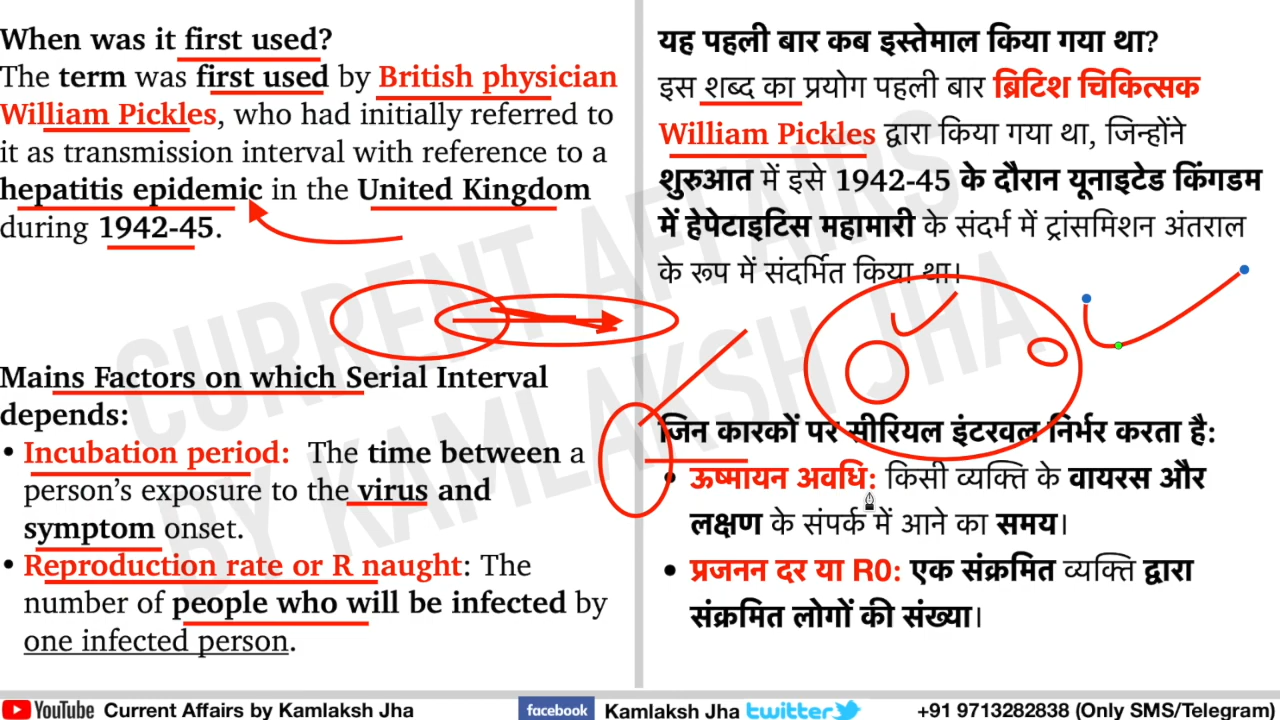 When was it first used?
The term was first used by British physician
William Pickles, who had initially referred to
it as transmission interval with reference to a
hepatitis epidemic in the United Kingdom
during 1942-45.
Mains Factors on which Serial Interval
depends:
• Incubation period: The time between a
person's exposure to the virus and
symptom onset.
• Reproduction rate or R naught: The
number of people who will be infected by
one infected person.
यह पहली बार कब इस्तेमाल किया गया था?
इस शब्द का प्रयोग पहली बार ब्रिटिश चिकित्सक
William Pickles द्वारा किया गया था, जिन्होंने
शुरुआत में इसे 1942-45 के दौरान यूनाइटेड किंगडम
में हेपेटाइटिस महामारी के संदर्भ में ट्रांसमिशन अंतराल
के रूप में संदर्भित किया था।
जिन कारकों पर सीरियल इंटरवल निर्भर करता है:
• ऊष्मायन अवधि: किसी व्यक्ति के वायरस और
लक्षण के संपर्क में आने का समय।
• प्रजनन दर या R0: एक संक्रमित व्यक्ति द्वारा
संक्रमित लोगों की संख्या।
CURRENT AFFAIRS
BY KAMLAKSH JHA
YouTube Current Affairs by Kamlaksh Jha facebook Kamlaksh Jha twitter +91 9713282838 (Only SMS/Telegram)